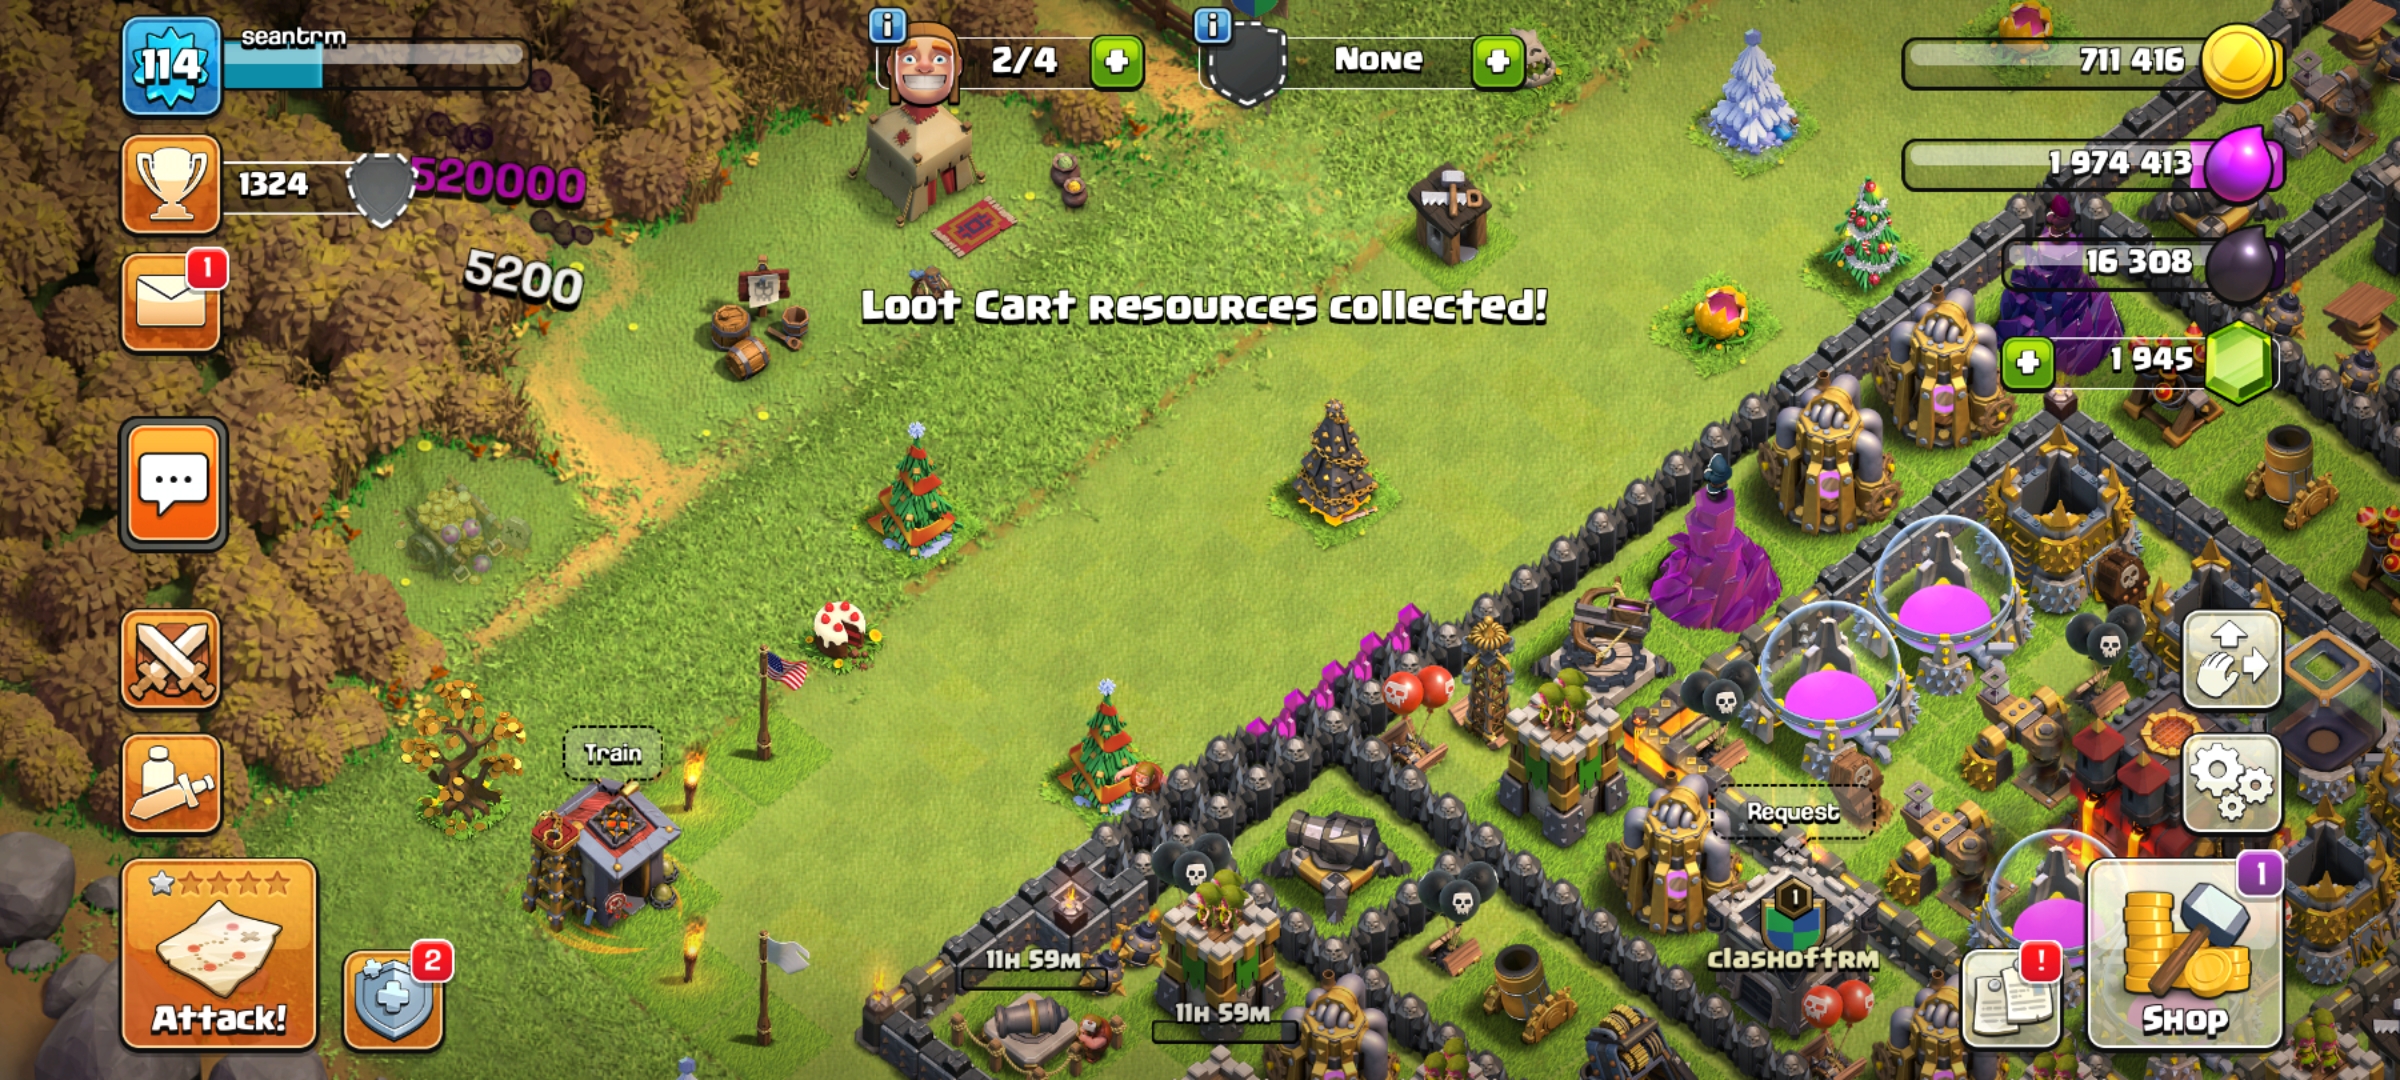 114
seantrm
2/4
None
711 416
1324
520000
1 974 413
1
5200
16 308
Loot Cart resources collected!
1 945
Train
Request
1
clashoftrm
11H 59M
11H 59M
2
!
1
Attack!
Shop